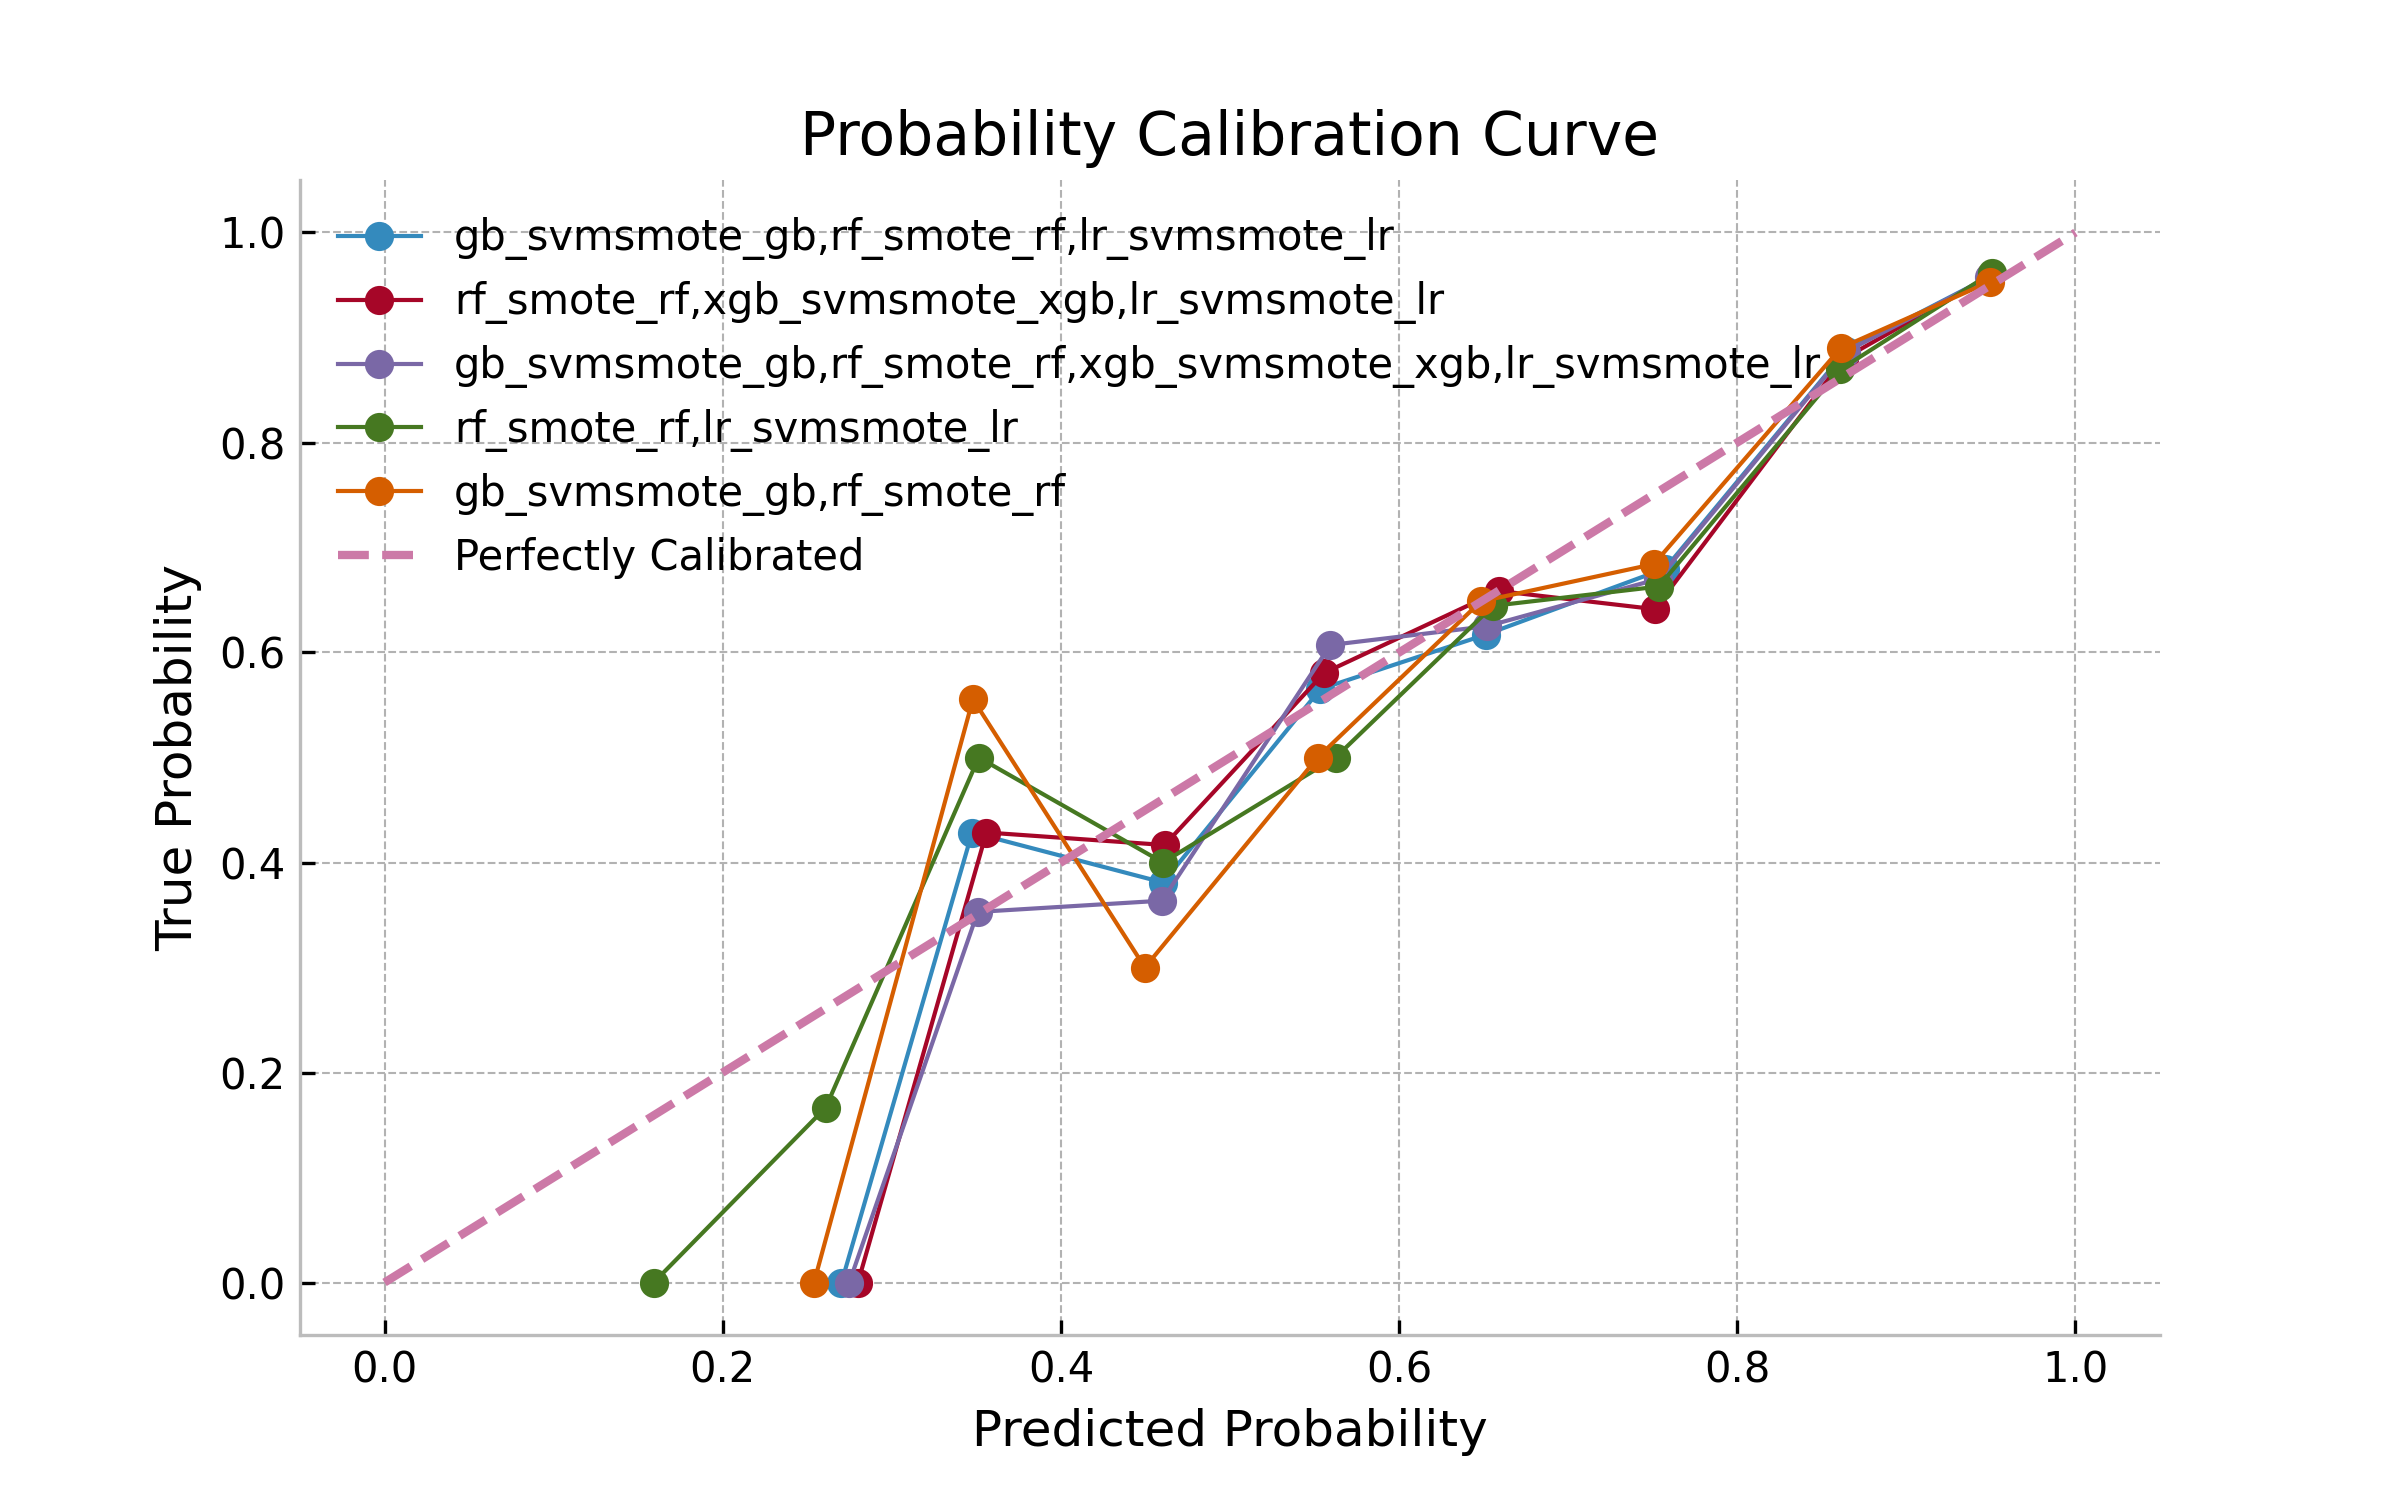 Probability Calibration Curve
gb_svmsmote_gb,rf_smote_rf,lr_svmsmote_lr
rf_smote_rf,xgb_svmsmote_xgb,lr_svmsmote_lr
gb_svmsmote_gb,rf_smote_rf,xgb_svmsmote_xgb,lr_svmsmote_lr
rf_smote_rf,lr_svmsmote_lr
gb_svmsmote_gb,rf_smote_rf
Perfectly Calibrated
True Probability
1.0
0.8
0.6
0.4
0.2
0.0
0.0 0.2 0.4 0.6 0.8 1.0
Predicted Probability